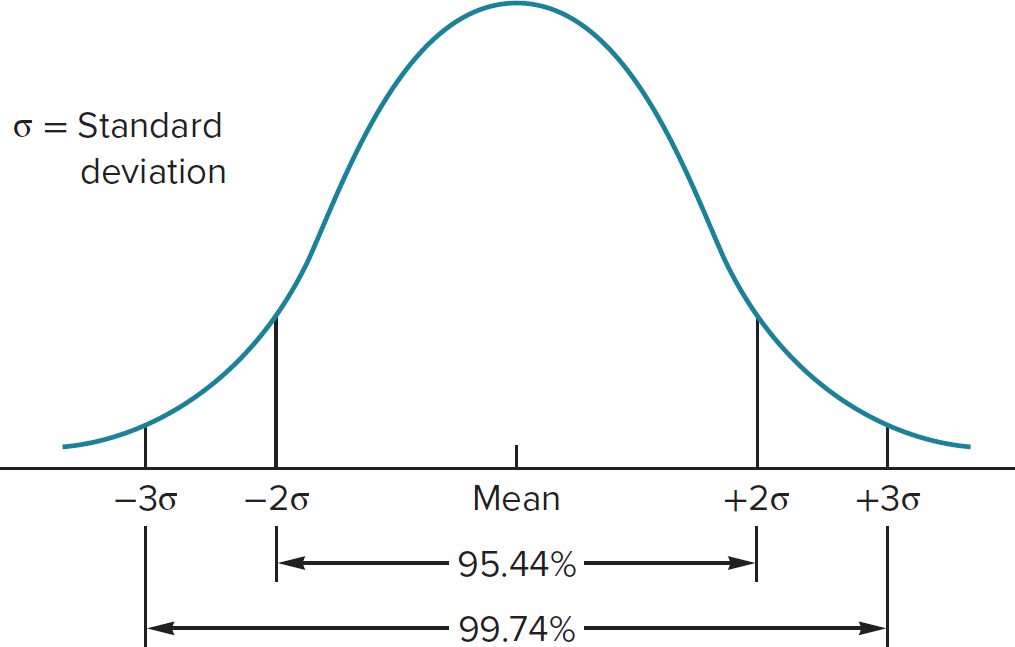 σ = Standard
deviation
−3σ −2σ Mean +2σ +3σ
95.44%
99.74%